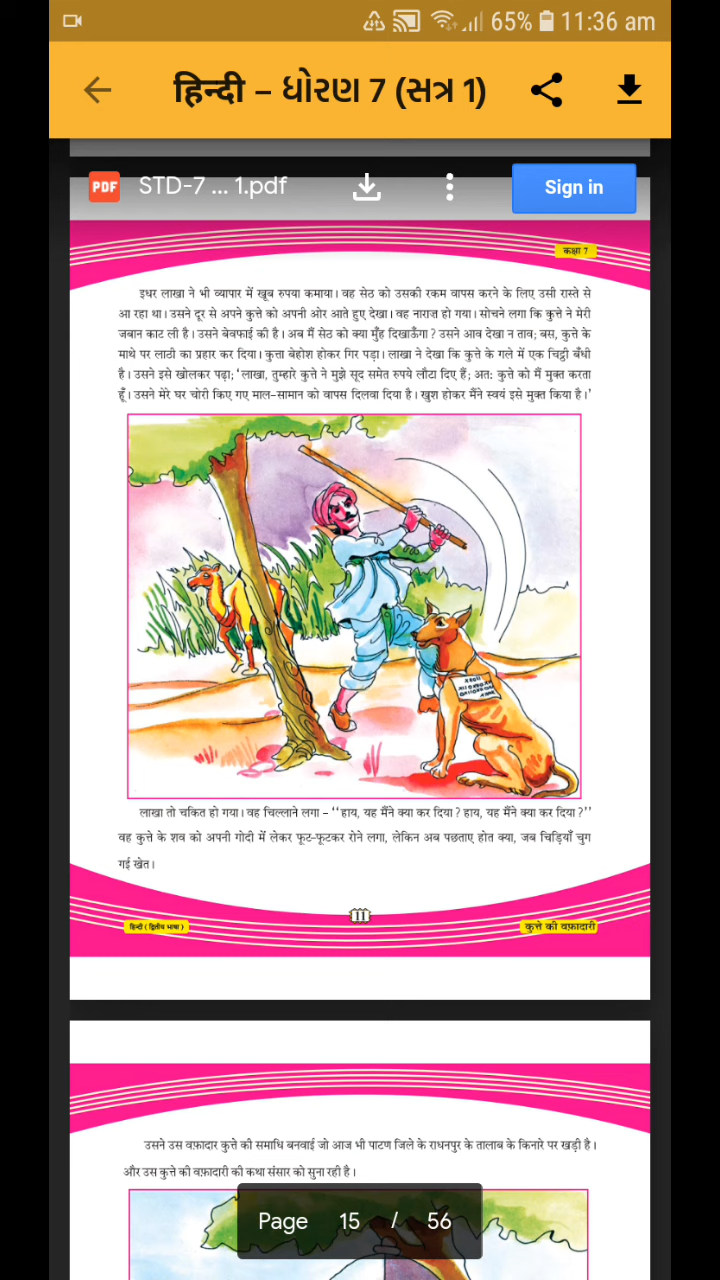 65% 11:36 am
हिन्दी – ધોરણ 7 (સત્ર 1)
PDF STD-7 ... 1.pdf Sign in
कक्षा 7
इधर लाखा ने भी व्यापार में खूब रुपया कमाया। वह सेठ को उसकी रकम वापस करने के लिए उसी रास्ते से
आ रहा था। उसने दूर से अपने कुत्ते को अपनी ओर आते हुए देखा। वह नाराज़ हो गया। सोचने लगा कि कुत्ते ने मेरी
जबान काट ली है। उसने बेवफाई की है। अब मैं सेठ को क्या मुँह दिखाऊँगा ? उसने आव देखा न ताव; बस, कुत्ते के
माथे पर लाठी का प्रहार कर दिया। कुत्ता बेहोश होकर गिर पड़ा। लाखा ने देखा कि कुत्ते के गले में एक चिट्ठी बँधी
है। उसने इसे खोलकर पढ़ा; 'लाखा, तुम्हारे कुत्ते ने मुझे सूद समेत रुपये लौटा दिए हैं; अतः कुत्ते को मैं मुक्त करता
हूँ। उसने मेरे घर चोरी किए गए माल-सामान को वापस दिलवा दिया है। खुश होकर मैंने स्वयं इसे मुक्त किया है।'
लाखा तो चकित हो गया। वह चिल्लाने लगा – "हाय, यह मैंने क्या कर दिया ? हाय, यह मैंने क्या कर दिया ?"
वह कुत्ते के शव को अपनी गोदी में लेकर फूट-फूटकर रोने लगा, लेकिन अब पछताए होत क्या, जब चिड़ियाँ चुग
गई खेत।
11
हिन्दी ( द्वितीय भाषा ) कुत्ते की वफ़ादारी
उसने उस वफ़ादार कुत्ते की समाधि बनवाई जो आज भी पाटण जिले के राधनपुर के तालाब के किनारे पर खड़ी है।
और उस कुत्ते की वफ़ादारी की कथा संसार को सुना रही है।
Page 15 / 56